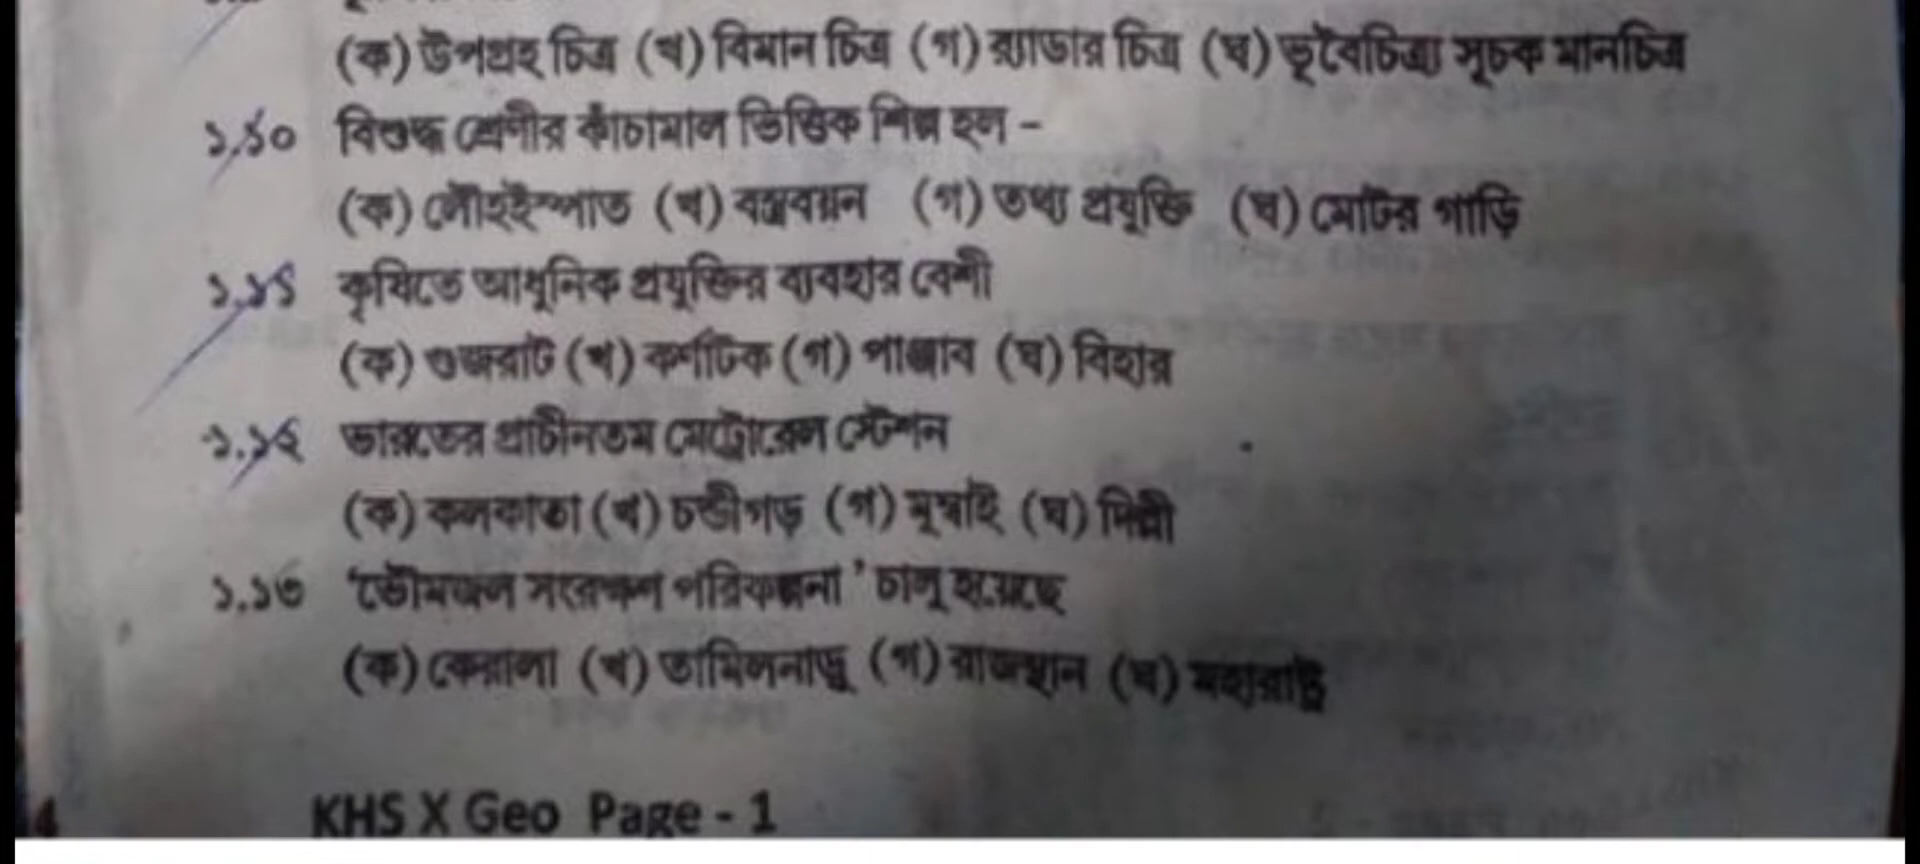 (ক) উপগ্রহ চিত্র (খ) বিমান চিত্র (গ) র‍্যাডার চিত্র (ঘ) ভূবৈচিত্র্য সূচক মানচিত্র
১.১০ বিশুদ্ধ শ্রেণীর কাঁচামাল ভিত্তিক শিল্প হল -
(ক) লৌহইস্পাত (খ) বস্ত্রবয়ন (গ) তথ্য প্রযুক্তি (ঘ) মোটর গাড়ি
১.১১ কৃষিতে আধুনিক প্রযুক্তির ব্যবহার বেশী
(ক) গুজরাট (খ) কর্ণাটক (গ) পাঞ্জাব (ঘ) বিহার
১.১২ ভারতের প্রাচীনতম মেট্রোরেল স্টেশন
(ক) কলকাতা (খ) চন্ডীগড় (গ) মুম্বাই (ঘ) দিল্লী
১.১৩ 'ভৌমজল সংরক্ষণ পরিকল্পনা' চালু হয়েছে
(ক) কেরালা (খ) তামিলনাড়ু (গ) রাজস্থান (ঘ) মহারাষ্ট্র
KHS X Geo Page - 1